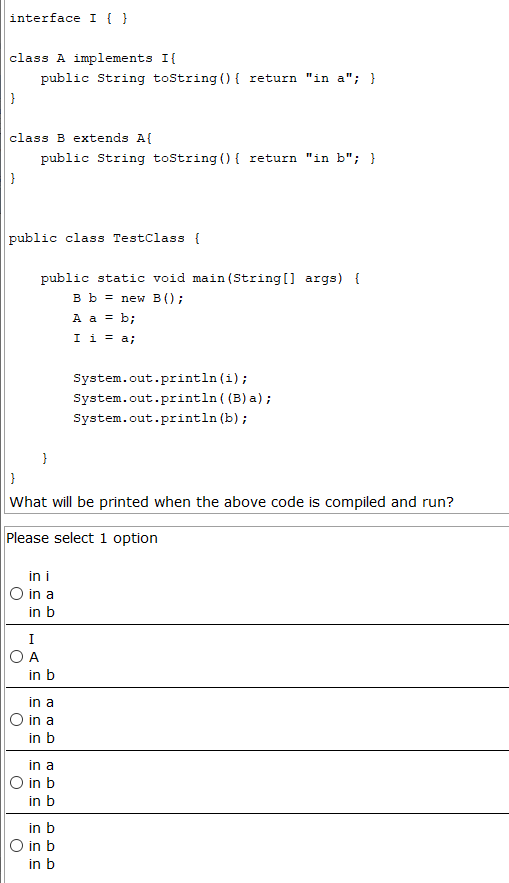 interface I { }
class A implements I{
public String toString(){ return "in a"; }
}
class B extends A{
public String toString(){ return "in b"; }
}
public class TestClass {
public static void main(String[] args) {
B b = new B();
A a = b;
I i = a;
System.out.println(i);
System.out.println((B)a);
System.out.println(b);
}
}
What will be printed when the above code is compiled and run?
Please select 1 option
in i
in a
in b
I
A
in b
in a
in a
in b
in a
in b
in b
in b
in b
in b